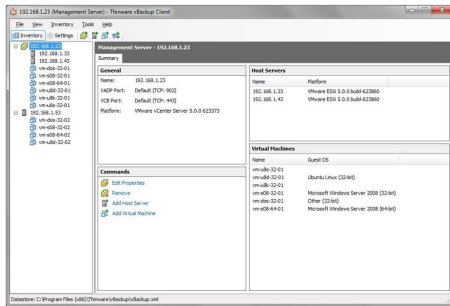 192.168.1.23 (Management Server) - Thinware vBackup Client
File View Inventory Tools Help
Inventory Settings
192.168.1.23
192.168.1.33
192.168.1.43
vm-dos-32-01
vm-s08-32-01
vm-s08-64-01
vm-u8d-32-01
vm-u8k-32-01
vm-u8s-32-01
192.168.1.53
vm-dos-32-02
vm-s08-32-02
vm-s08-64-02
vm-u8d-32-02
Management Server - 192.168.1.23
Summary
General
Name: 192.168.1.23
VADP Port: Default (TCP: 902)
VCB Port: Default (TCP: 443)
Platform: VMware vCenter Server 5.0.0 623373
Commands
Edit Properties
Remove
Add Host Server
Add Virtual Machine
Host Servers
Name Platform
192.168.1.33 VMware ESXi 5.0.0 build-623860
192.168.1.43 VMware ESXi 5.0.0 build-623860
Virtual Machines
Name Guest OS
vm-u8s-32-01
vm-u8d-32-01 Ubuntu Linux (32-bit)
vm-u8k-32-01
vm-s08-32-01 Microsoft Windows Server 2008 (32-bit)
vm-dos-32-01 Other (32-bit)
vm-s08-64-01 Microsoft Windows Server 2008 (64-bit)
Datastore: C:\Program Files (x86)\Thinware\vBackup\vBackup.xml